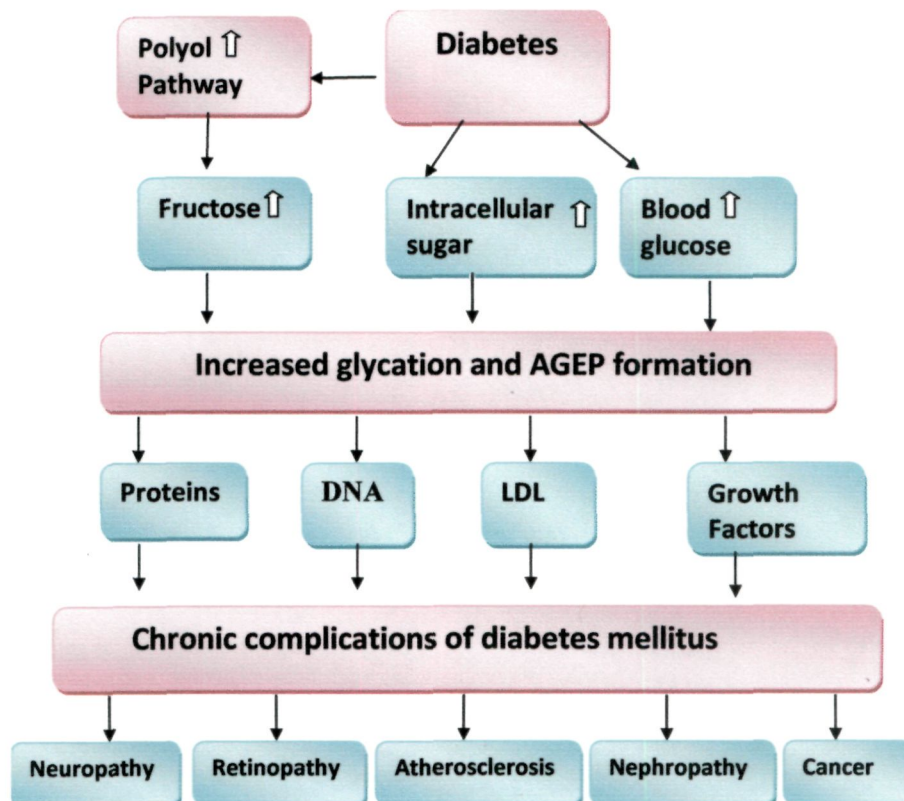 Polyol ⇧
Pathway
Diabetes
Fructose ⇧
Intracellular ⇧
sugar
Blood ⇧
glucose
Increased glycation and AGEP formation
Proteins
DNA
LDL
Growth
Factors
Chronic complications of diabetes mellitus
Neuropathy
Retinopathy
Atherosclerosis
Nephropathy
Cancer